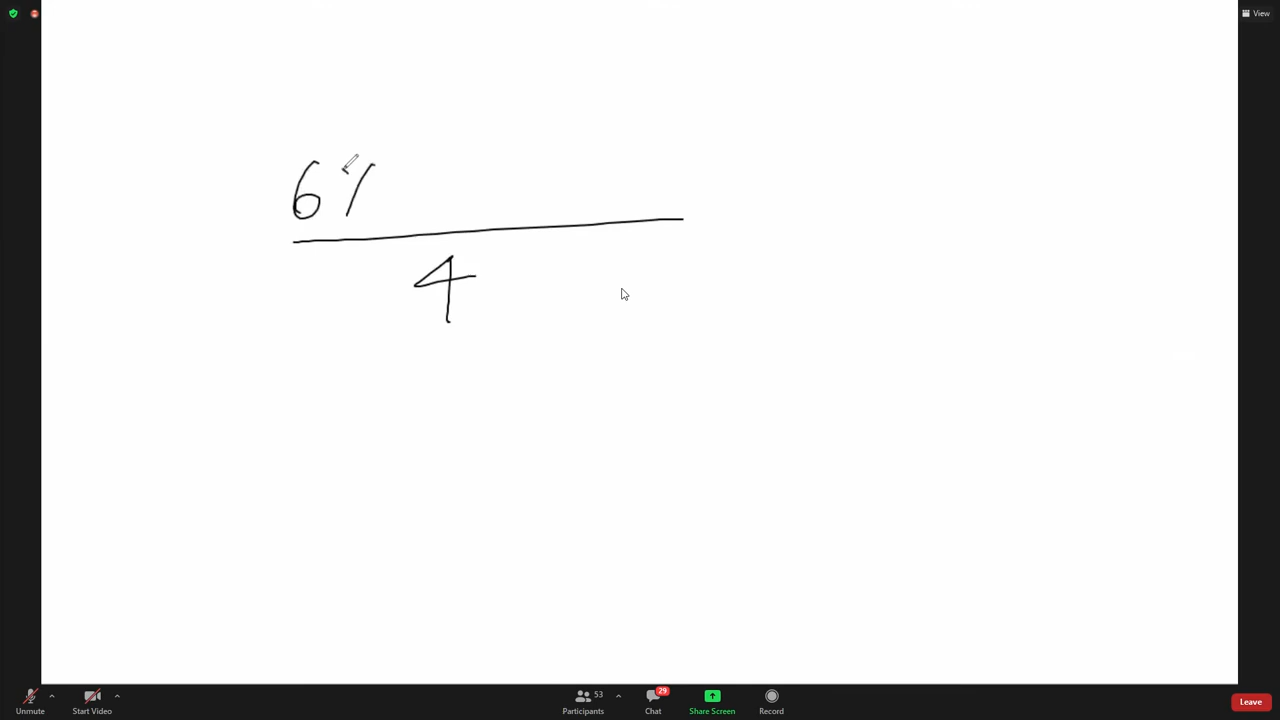 View
6
4
Unmute
Start Video
53
Participants
29
Chat
Share Screen
Record
Leave